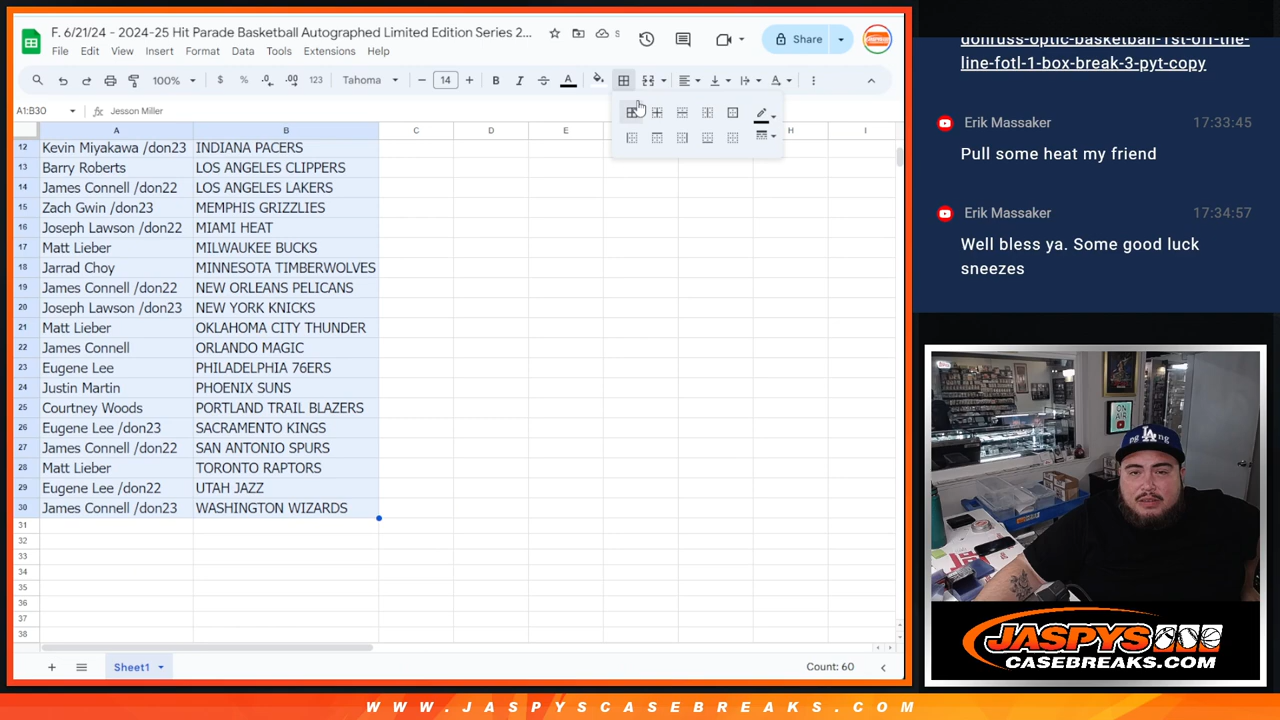 F. 6/21/24 - 2024-25 Hit Parade Basketball Autographed Limited Edition Series 2...
S
Share
File Edit View Insert Format Data Tools Extensions Help
100% $ % .0 .00 123 Tahoma − 14 + B I A
A1:B30 fx Jesson Miller
A B C D E H I
12 Kevin Miyakawa /don23 INDIANA PACERS
13 Barry Roberts LOS ANGELES CLIPPERS
14 James Connell /don22 LOS ANGELES LAKERS
15 Zach Gwin /don23 MEMPHIS GRIZZLIES
16 Joseph Lawson /don22 MIAMI HEAT
17 Matt Lieber MILWAUKEE BUCKS
18 Jarrad Choy MINNESOTA TIMBERWOLVES
19 James Connell /don22 NEW ORLEANS PELICANS
20 Joseph Lawson /don23 NEW YORK KNICKS
21 Matt Lieber OKLAHOMA CITY THUNDER
22 James Connell ORLANDO MAGIC
23 Eugene Lee PHILADELPHIA 76ERS
24 Justin Martin PHOENIX SUNS
25 Courtney Woods PORTLAND TRAIL BLAZERS
26 Eugene Lee /don23 SACRAMENTO KINGS
27 James Connell /don22 SAN ANTONIO SPURS
28 Matt Lieber TORONTO RAPTORS
29 Eugene Lee /don22 UTAH JAZZ
30 James Connell /don23 WASHINGTON WIZARDS
31
32
33
34
35
36
37
38
+ Sheet1 Count: 60
donruss-optic-basketball-1st-off-the-
line-fotl-1-box-break-3-pyt-copy
Erik Massaker 17:33:45
Pull some heat my friend
Erik Massaker 17:34:57
Well bless ya. Some good luck
sneezes
ON
AIR
LA
JASPYS
CASEBREAKS.COM
WWW.JASPYSCASEBREAKS.COM